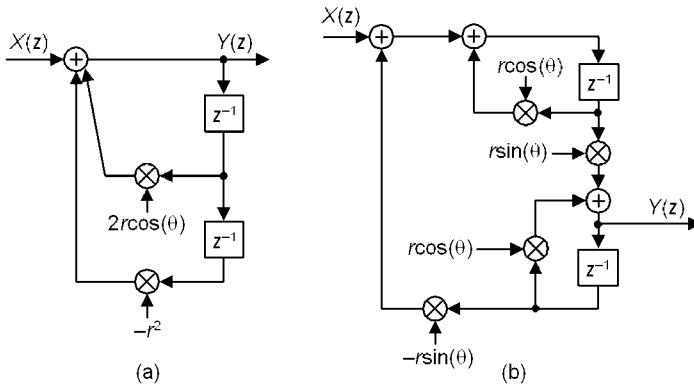 X(z)
Y(z)
z⁻¹
2rcos(θ)
z⁻¹
–r²
(a)
X(z)
rcos(θ)
z⁻¹
rsin(θ)
Y(z)
rcos(θ)
z⁻¹
–rsin(θ)
(b)